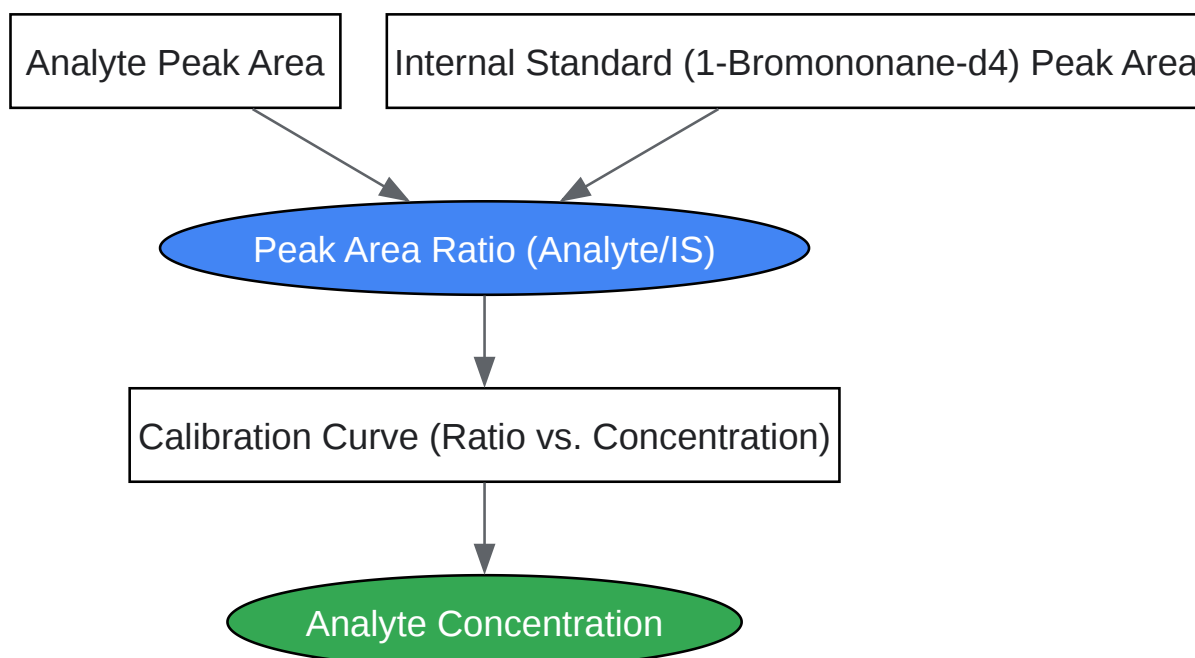 Analyte Peak Area
Internal Standard (1-Bromononane-d4) Peak Area
Peak Area Ratio (Analyte/IS)
Calibration Curve (Ratio vs. Concentration)
Analyte Concentration